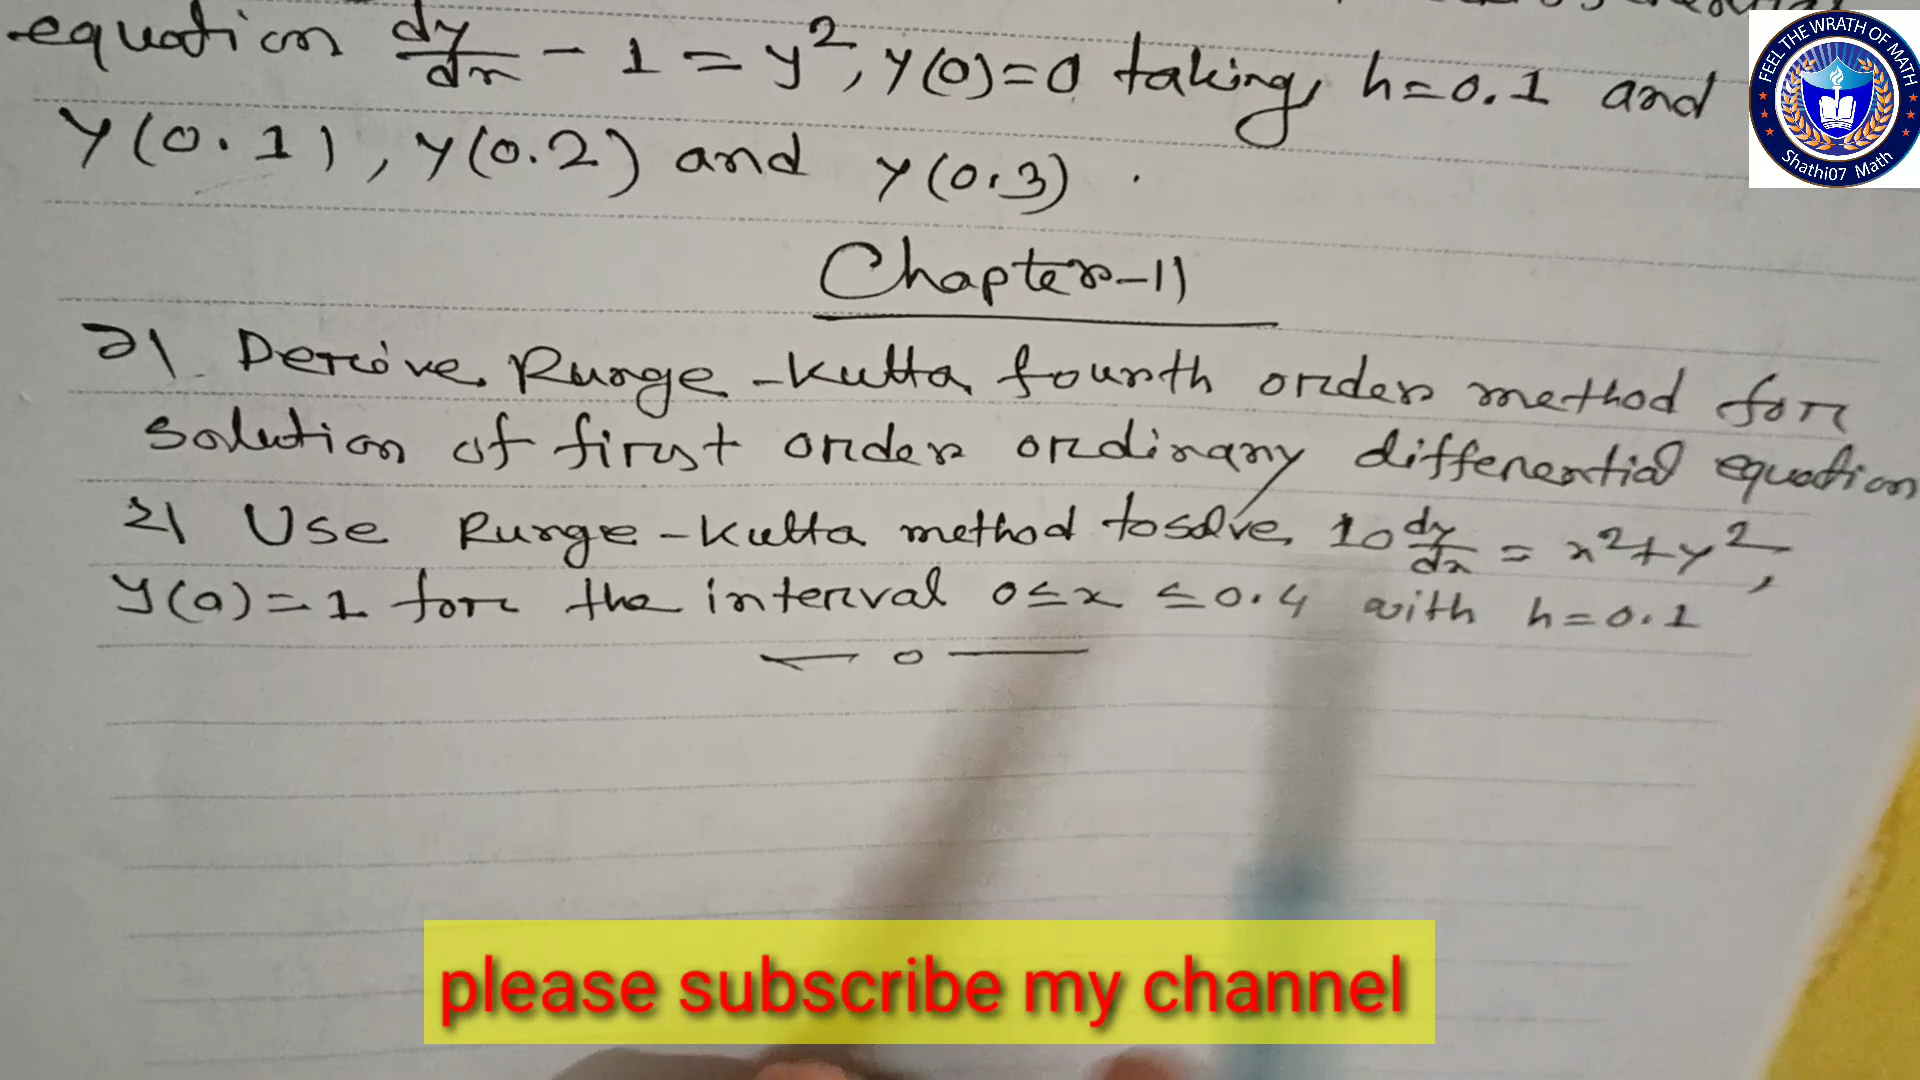 equation dy/dx - 1 = y², y(0)=0 taking h=0.1 and
y(0.1), y(0.2) and y(0.3).
Chapter-11
১। Derive Runge-Kutta fourth order method for
solution of first order ordinary differential equation
২। Use Runge-Kutta method to solve 10 dy/dx = x²+y²,
y(0)=1 for the interval 0≤x≤0.4 with h=0.1
FEEL THE WRATH OF MATH
Shathi07 Math
please subscribe my channel